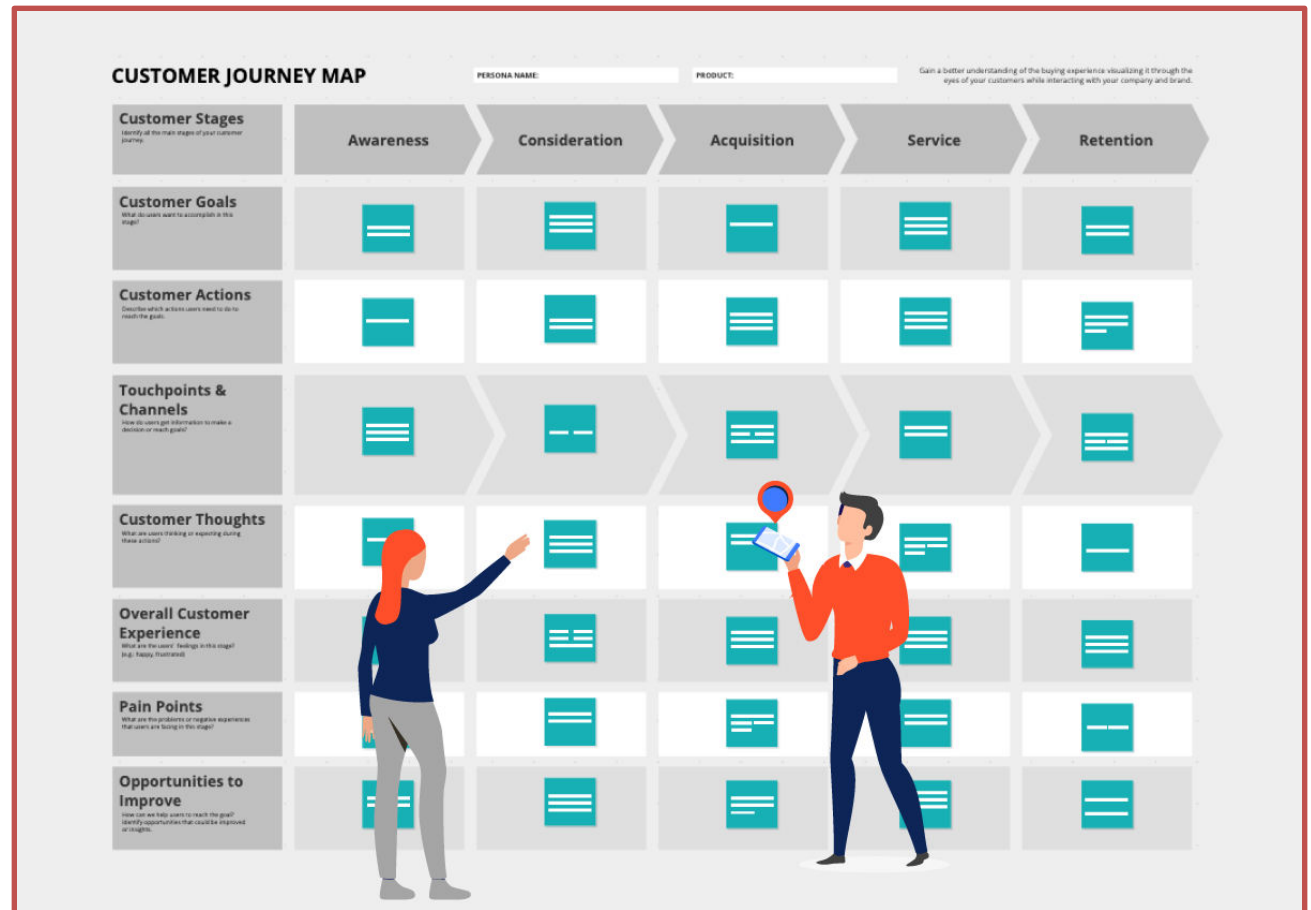 CUSTOMER JOURNEY MAP
PERSONA NAME:
PRODUCT:
Gain a better understanding of the buying experience visualizing it through the
eyes of your customers while interacting with your company and brand.
Customer Stages
Identify all the main stages of your customer
journey.
Awareness
Consideration
Acquisition
Service
Retention
Customer Goals
What do users want to accomplish in this
stage?
Customer Actions
Describe which actions users need to do to
reach the goals.
Touchpoints &
Channels
How do users get information to make a
decision or reach goals?
Customer Thoughts
What are users thinking or expecting during
these actions?
Overall Customer
Experience
What are the users' feelings in this stage?
(e.g.: happy, frustrated)
Pain Points
What are the problems or negative experiences
that users are facing in this stage?
Opportunities to
Improve
How can we help users to reach the goal?
Identify opportunities that could be improved
or insights.